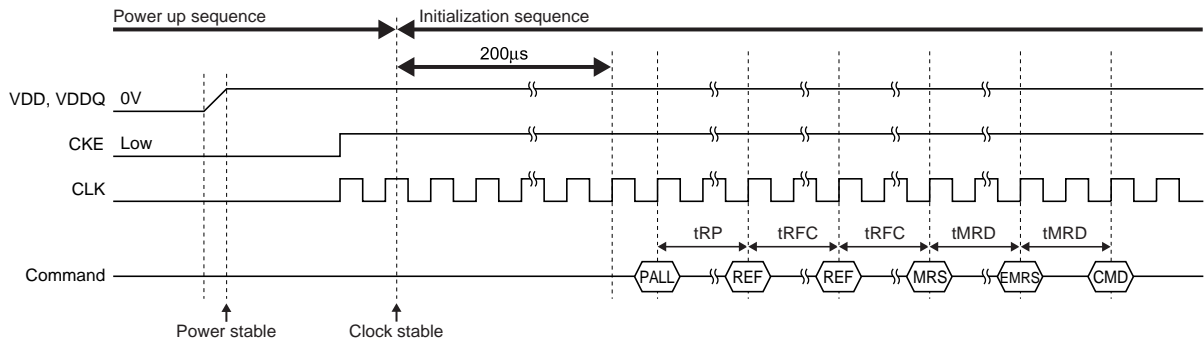 Power up sequence Initialization sequence
200μs
VDD, VDDQ 0V
CKE Low
CLK
tRP tRFC tRFC tMRD tMRD
Command PALL REF REF MRS EMRS CMD
Power stable Clock stable